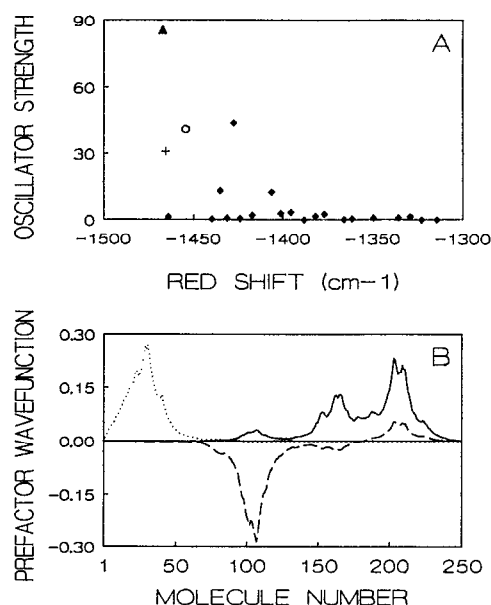 A
OSCILLATOR STRENGTH
90
60
30
0
-1500 -1450 -1400 -1350 -1300
RED SHIFT (cm-1)
B
PREFACTOR WAVEFUNCTION
0.30
0.15
0.00
-0.15
-0.30
1 50 100 150 200 250
MOLECULE NUMBER